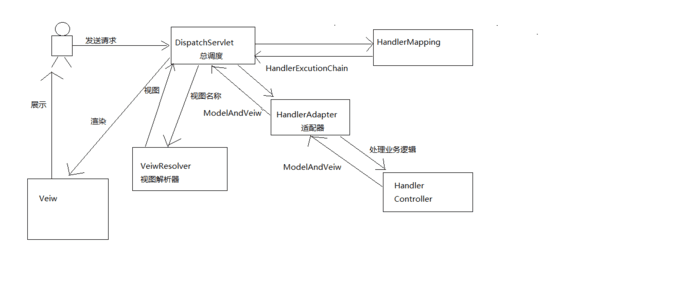 发送请求
DispatchServlet
总调度
HandlerMapping
HandlerExcutionChain
展示
渲染
视图
视图名称
ModelAndVeiw
HandlerAdapter
适配器
处理业务逻辑
VeiwResolver
视图解析器
ModelAndVeiw
Veiw
Handler
Controller